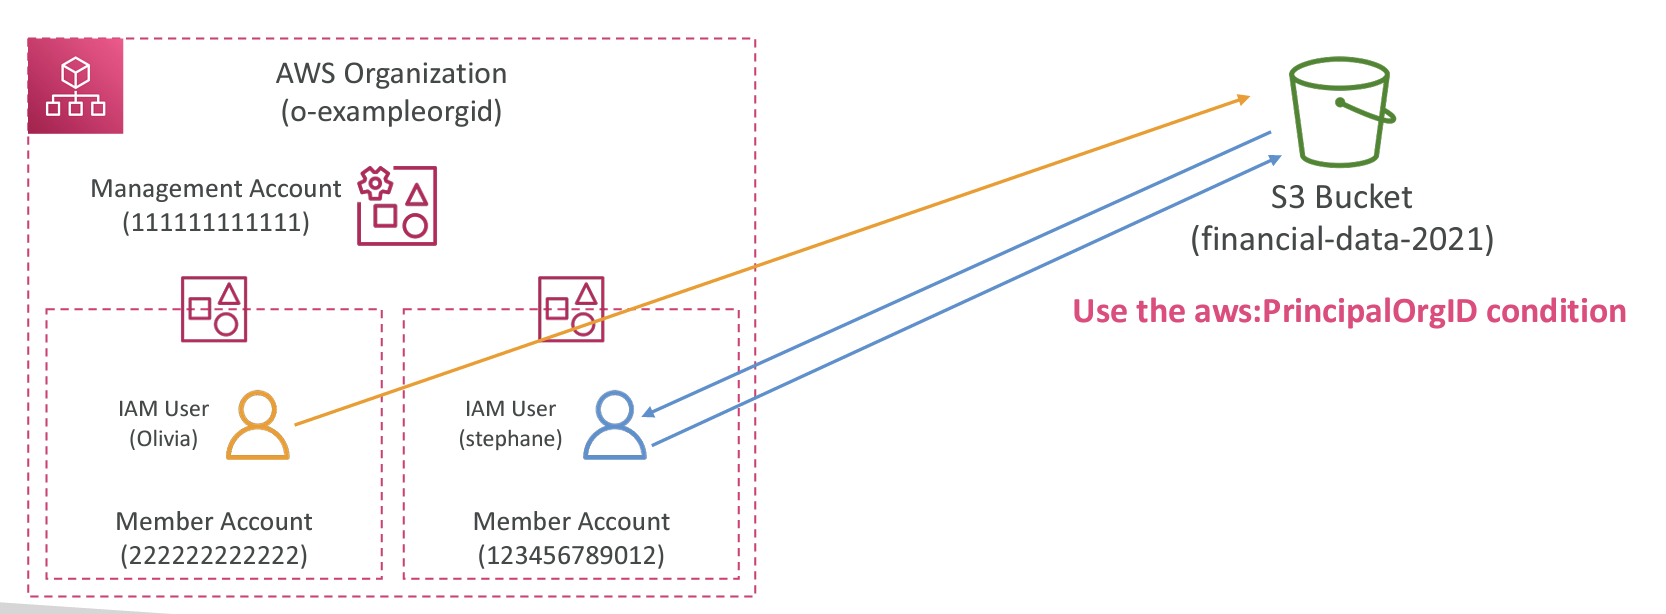 AWS Organization
(o-exampleorgid)
Management Account
(111111111111)
S3 Bucket
(financial-data-2021)
Use the aws:PrincipalOrgID condition
IAM User
(Olivia)
IAM User
(stephane)
Member Account
(222222222222)
Member Account
(123456789012)